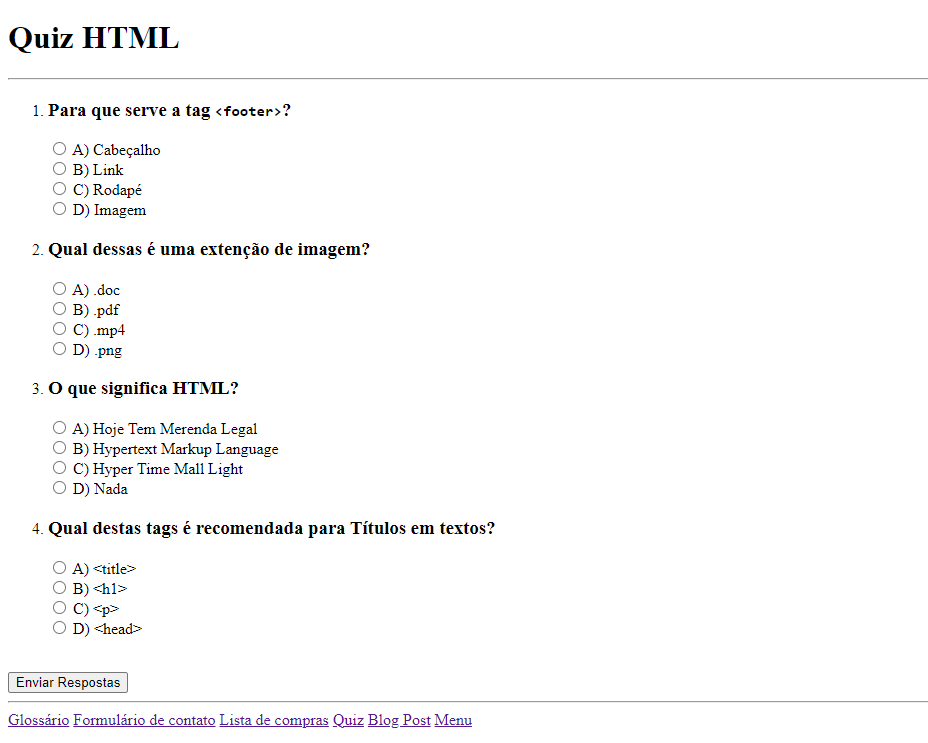 Quiz HTML
1. Para que serve a tag <footer>?
A) Cabeçalho
B) Link
C) Rodapé
D) Imagem
2. Qual dessas é uma extenção de imagem?
A) .doc
B) .pdf
C) .mp4
D) .png
3. O que significa HTML?
A) Hoje Tem Merenda Legal
B) Hypertext Markup Language
C) Hyper Time Mall Light
D) Nada
4. Qual destas tags é recomendada para Títulos em textos?
A) <title>
B) <h1>
C) <p>
D) <head>
Enviar Respostas
Glossário Formulário de contato Lista de compras Quiz Blog Post Menu